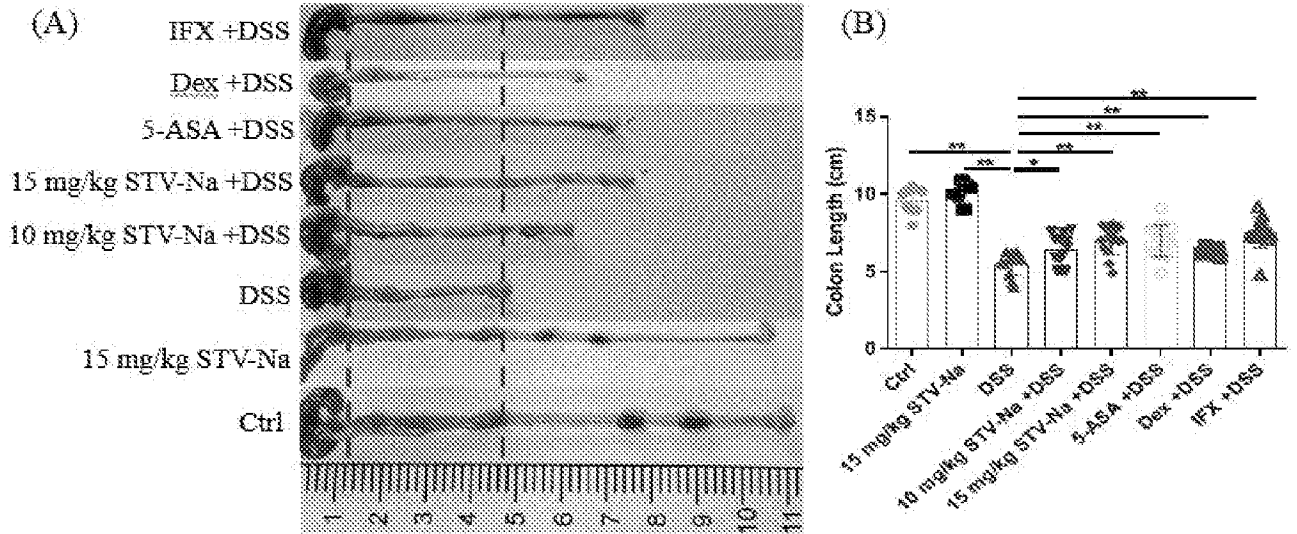 (A)
IFX +DSS
Dex +DSS
5-ASA +DSS
15 mg/kg STV-Na +DSS
10 mg/kg STV-Na +DSS
DSS
15 mg/kg STV-Na
Ctrl
1 2 3 4 5 6 7 8 9 10 11
(B)
**
**
**
** **
** *
15
10
5
0
Colon Length (cm)
Ctrl
15 mg/kg STV-Na
DSS
10 mg/kg STV-Na +DSS
15 mg/kg STV-Na +DSS
5-ASA +DSS
Dex +DSS
IFX +DSS